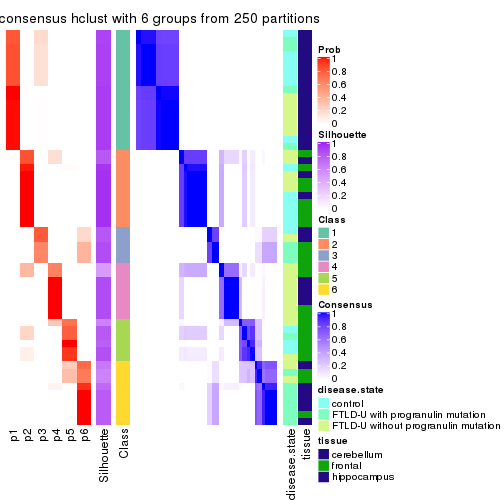 consensus hclust with 6 groups from 250 partitions
Prob
1
0.8
0.6
0.4
0.2
0
Silhouette
1
0.8
0.6
0.4
0.2
0
Class
1
2
3
4
5
6
Consensus
1
0.8
0.6
0.4
0.2
0
disease.state
control
FTLD-U with progranulin mutation
FTLD-U without progranulin mutation
tissue
cerebellum
frontal
hippocampus
p1
p2
p3
p4
p5
p6
Silhouette
Class
disease.state
tissue